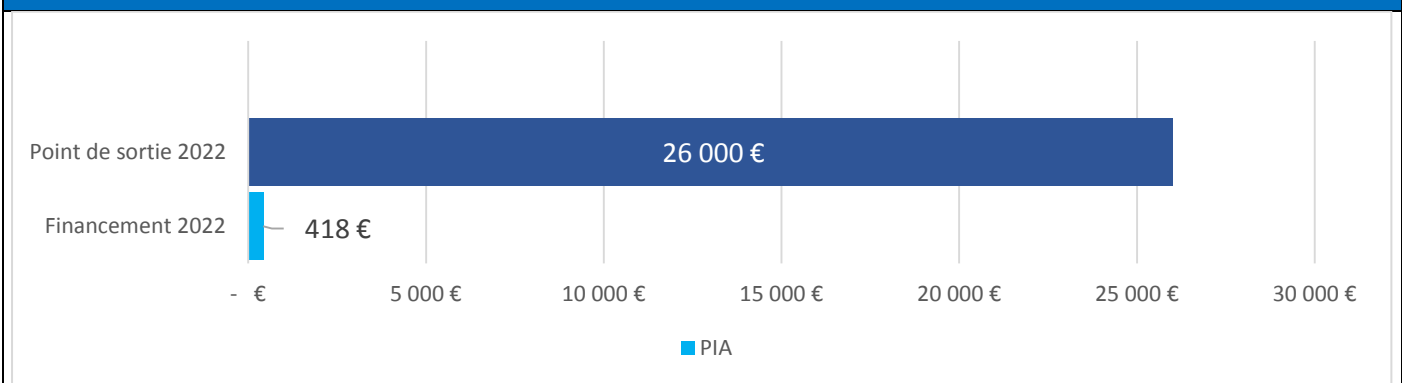 Point de sortie 2022
26 000 €
Financement 2022
418 €
- €
5 000 €
10 000 €
15 000 €
20 000 €
25 000 €
30 000 €
PIA